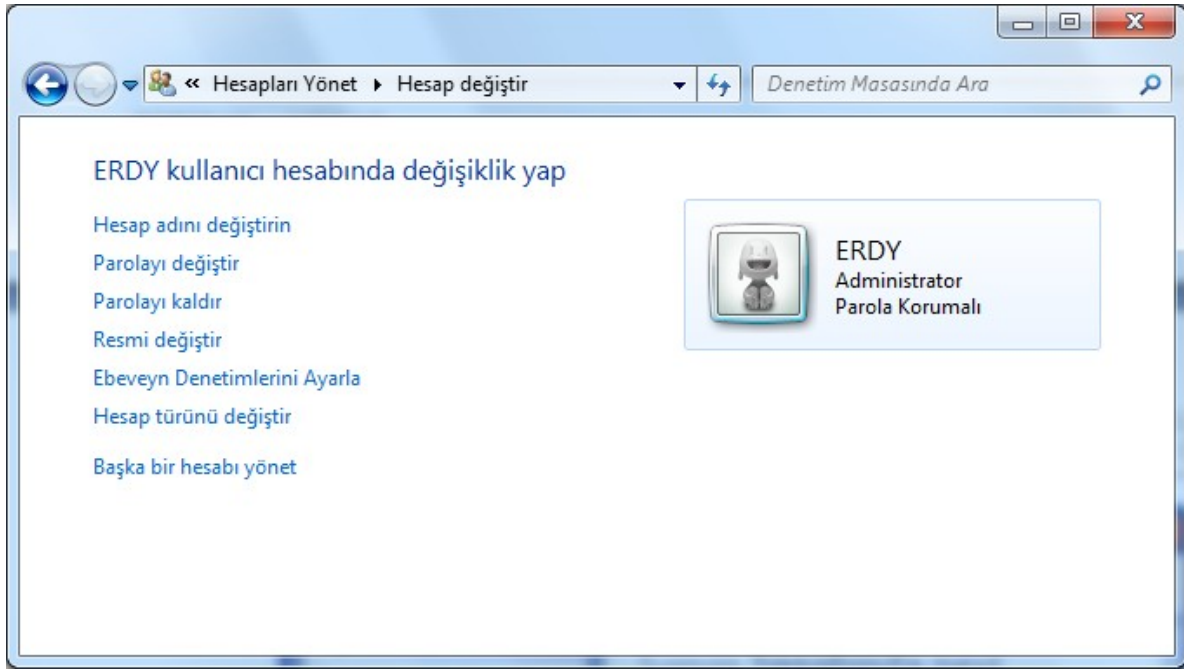 « Hesapları Yönet ▸ Hesap değiştir
Denetim Masasında Ara
ERDY kullanıcı hesabında değişiklik yap
Hesap adını değiştirin
Parolayı değiştir
Parolayı kaldır
Resmi değiştir
Ebeveyn Denetimlerini Ayarla
Hesap türünü değiştir
Başka bir hesabı yönet
ERDY
Administrator
Parola Korumalı